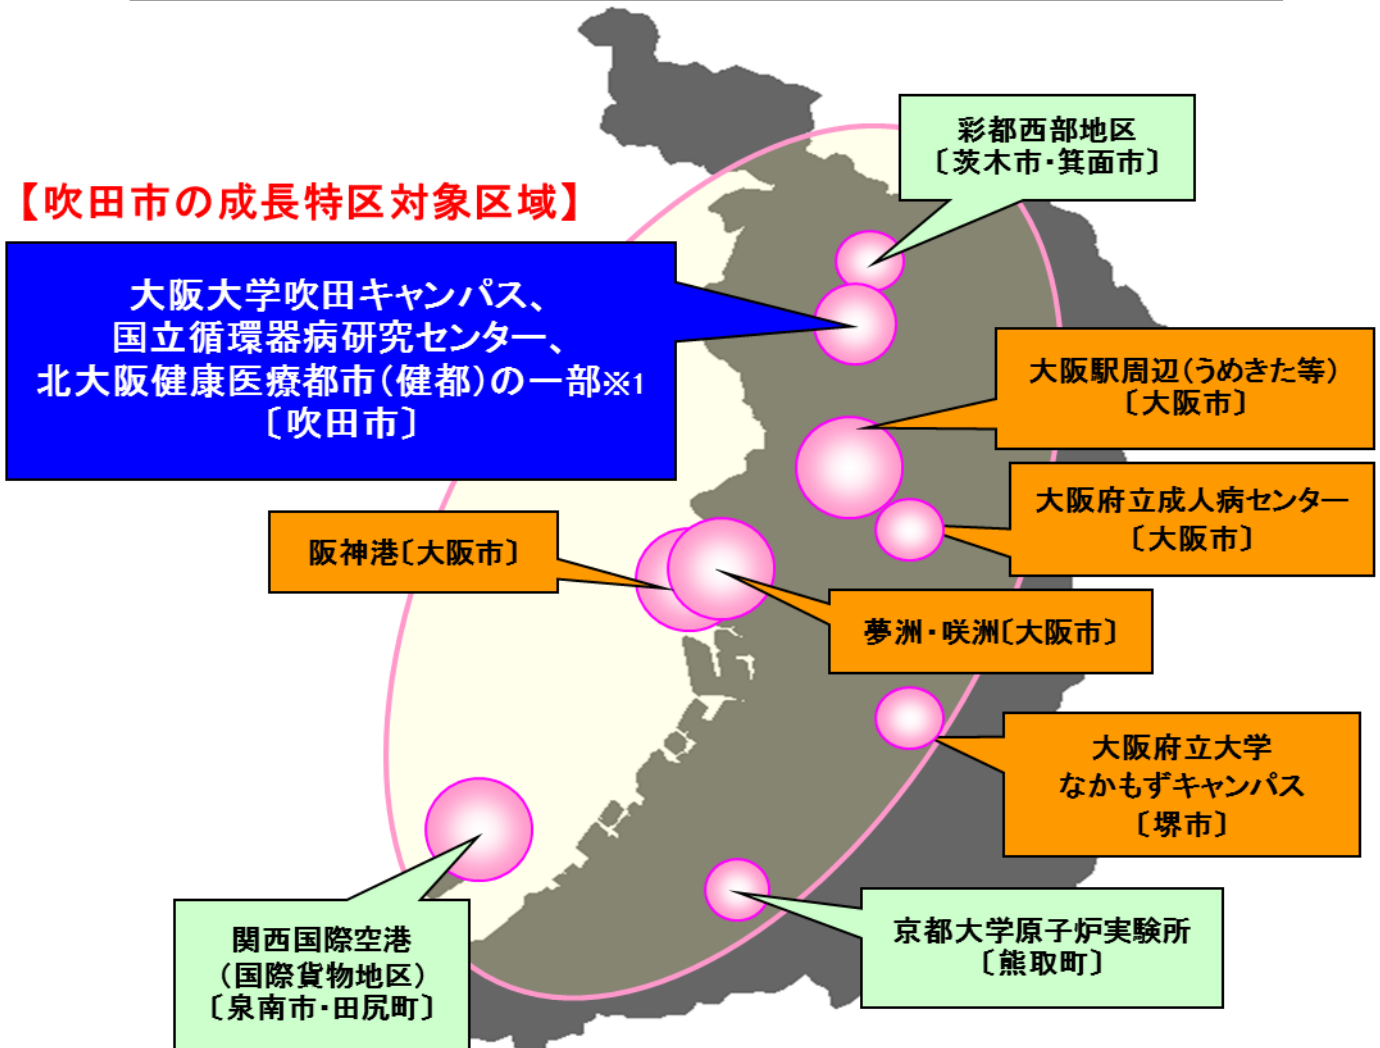 彩都西部地区
〔茨木市・箕面市〕
【吹田市の成長特区対象区域】
大阪大学吹田キャンパス、
国立循環器病研究センター、
北大阪健康医療都市(健都)の一部※1
〔吹田市〕
大阪駅周辺(うめきた等)
〔大阪市〕
大阪府立成人病センター
〔大阪市〕
阪神港〔大阪市〕
夢洲・咲洲〔大阪市〕
大阪府立大学
なかもずキャンパス
〔堺市〕
関西国際空港
(国際貨物地区)
〔泉南市・田尻町〕
京都大学原子炉実験所
〔熊取町〕